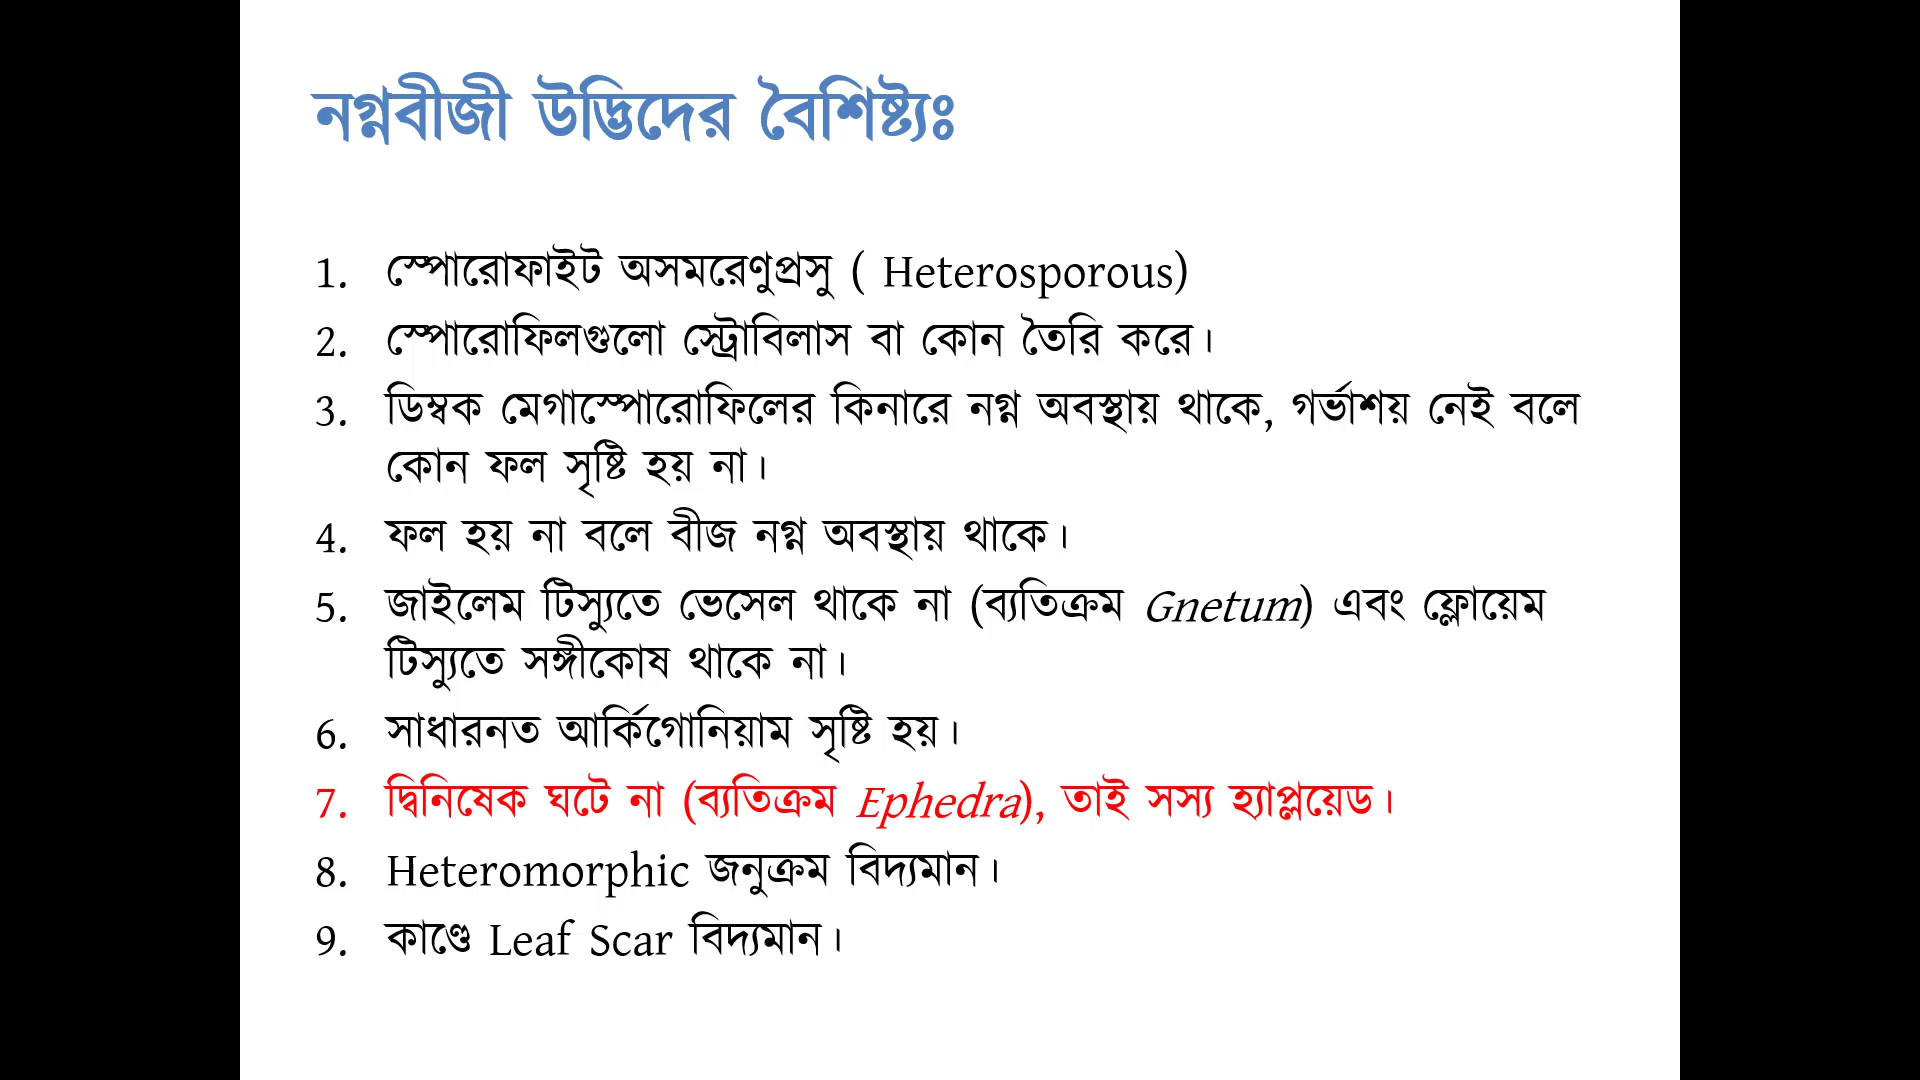 নগ্নবীজী উদ্ভিদের বৈশিষ্ট্যঃ
1. স্পোরোফাইট অসমরেণুপ্রসু ( Heterosporous)
2. স্পোরোফিলগুলো স্ট্রোবিলাস বা কোন তৈরি করে।
3. ডিম্বক মেগাস্পোরোফিলের কিনারে নগ্ন অবস্থায় থাকে, গর্ভাশয় নেই বলে
কোন ফল সৃষ্টি হয় না।
4. ফল হয় না বলে বীজ নগ্ন অবস্থায় থাকে।
5. জাইলেম টিস্যুতে ভেসেল থাকে না (ব্যতিক্রম Gnetum) এবং ফ্লোয়েম
টিস্যুতে সঙ্গীকোষ থাকে না।
6. সাধারনত আর্কিগোনিয়াম সৃষ্টি হয়।
7. দ্বিনিষেক ঘটে না (ব্যতিক্রম Ephedra), তাই সস্য হ্যাপ্লয়েড।
8. Heteromorphic জনুক্রম বিদ্যমান।
9. কাণ্ডে Leaf Scar বিদ্যমান।